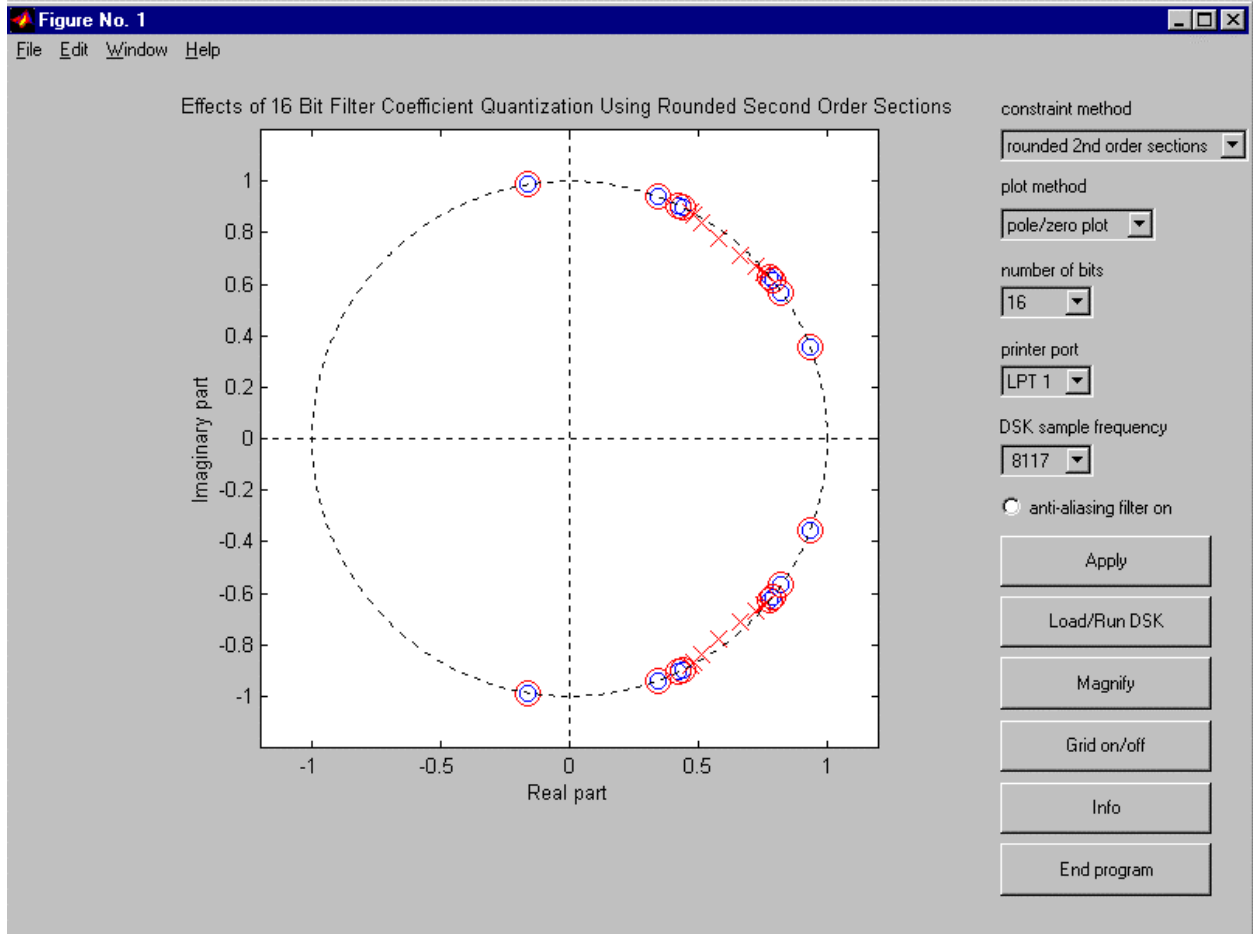 Figure No. 1
File Edit Window Help
Effects of 16 Bit Filter Coefficient Quantization Using Rounded Second Order Sections
1
0.8
0.6
0.4
0.2
0
-0.2
-0.4
-0.6
-0.8
-1
Imaginary part
-1 -0.5 0 0.5 1
Real part
constraint method
rounded 2nd order sections
plot method
pole/zero plot
number of bits
16
printer port
LPT 1
DSK sample frequency
8117
anti-aliasing filter on
Apply
Load/Run DSK
Magnify
Grid on/off
Info
End program